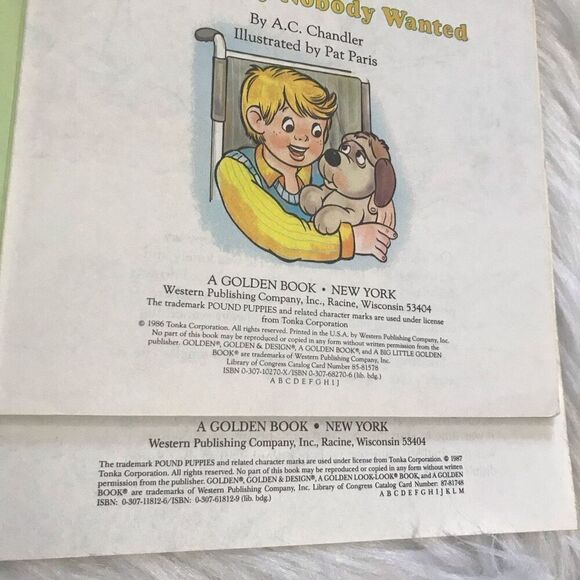 Nobody Wanted
By A.C. Chandler
Illustrated by Pat Paris
A GOLDEN BOOK • NEW YORK
Western Publishing Company, Inc., Racine, Wisconsin 53404
The trademark POUND PUPPIES and related character marks are used under license
from Tonka Corporation
© 1986 Tonka Corporation. All rights reserved. Printed in the U.S.A. by Western Publishing Company, Inc.
No part of this book may be reproduced or copied in any form without written permission from the
publisher. GOLDEN®, GOLDEN & DESIGN®, A GOLDEN BOOK®, and A BIG LITTLE GOLDEN
BOOK® are trademarks of Western Publishing Company, Inc.
Library of Congress Catalog Card Number 85-81578
ISBN 0-307-10270-X/ISBN 0-307-68270-6 (lib. bdg.)
A B C D E F G H I J
A GOLDEN BOOK • NEW YORK
Western Publishing Company, Inc., Racine, Wisconsin 53404
The trademark POUND PUPPIES and related character marks are used under license from Tonka Corporation. © 1987
Tonka Corporation. All rights reserved. No part of this book may be reproduced or copied in any form without written
permission from the publisher. GOLDEN®, GOLDEN & DESIGN®, A GOLDEN LOOK-LOOK® BOOK, and A GOLDEN
BOOK® are trademarks of Western Publishing Company, Inc. Library of Congress Catalog Card Number: 87-81748
ISBN: 0-307-11812-6/ISBN: 0-307-61812-9 (lib. bdg.) A B C D E F G H I J K L M